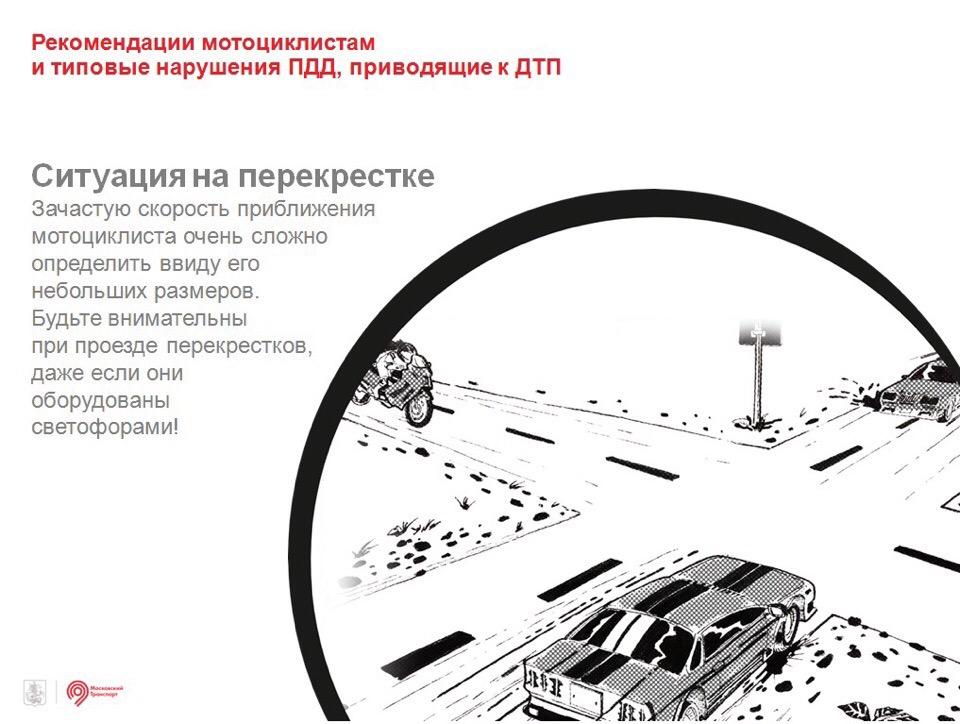 Рекомендации мотоциклистам
и типовые нарушения ПДД, приводящие к ДТП
Ситуация на перекрестке
Зачастую скорость приближения
мотоциклиста очень сложно
определить ввиду его
небольших размеров.
Будьте внимательны
при проезде перекрестков,
даже если они
оборудованы
светофорами!
Московский
Транспорт